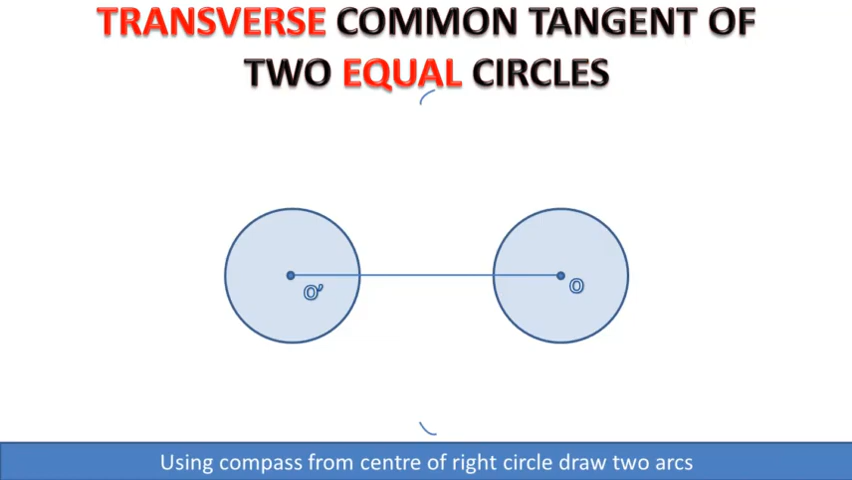 TRANSVERSE COMMON TANGENT OF
TWO EQUAL CIRCLES
O'
O
Using compass from centre of right circle draw two arcs